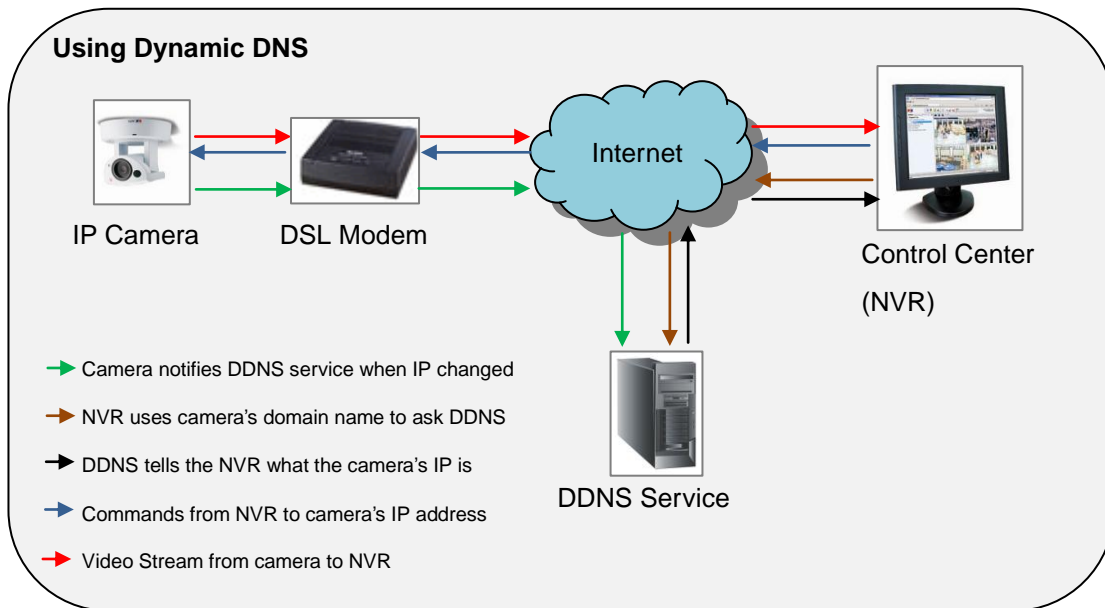 Using Dynamic DNS
Internet
IP Camera
DSL Modem
Control Center
(NVR)
Camera notifies DDNS service when IP changed
NVR uses camera's domain name to ask DDNS
DDNS tells the NVR what the camera's IP is
DDNS Service
Commands from NVR to camera's IP address
Video Stream from camera to NVR